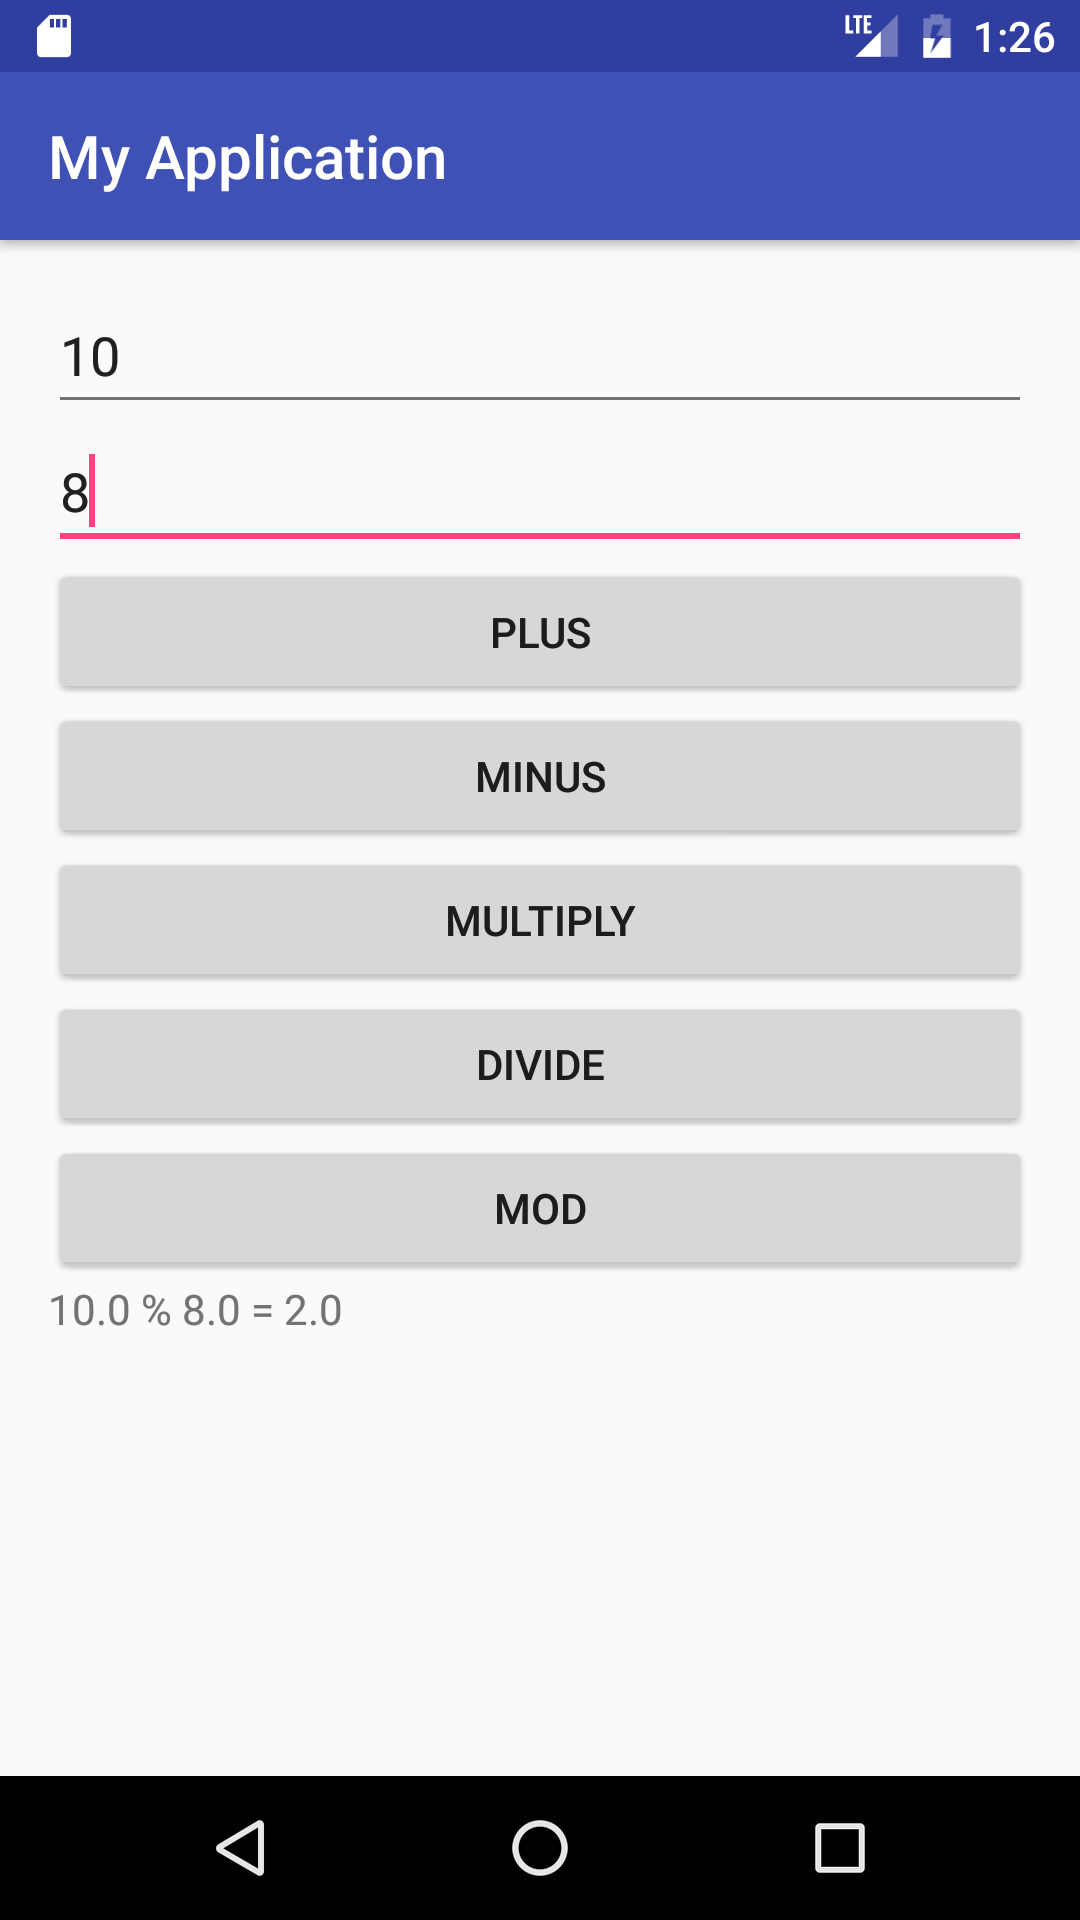 LTE 1:26
My Application
10
8
PLUS
MINUS
MULTIPLY
DIVIDE
MOD
10.0 % 8.0 = 2.0